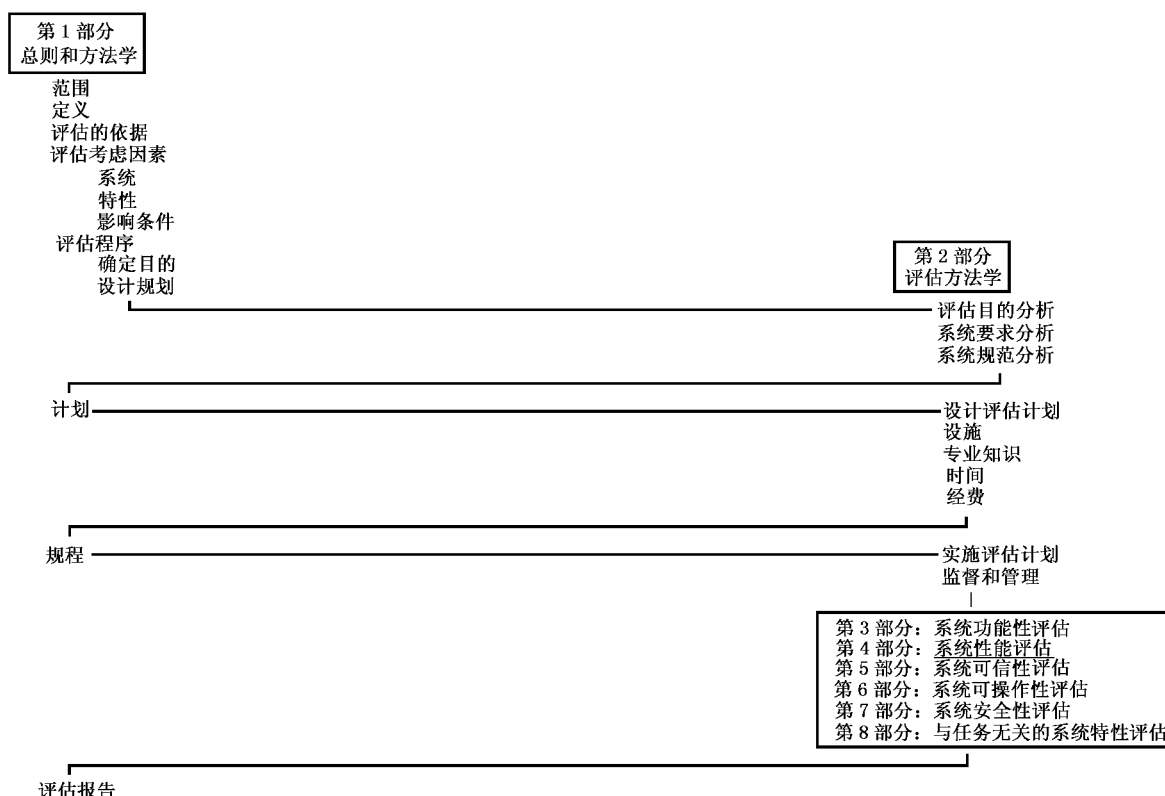 第1部分
总则和方法学
范围
定义
评估的依据
评估考虑因素
系统
特性
影响条件
评估程序
确定目的
设计规划
第2部分
评估方法学
评估目的分析
系统要求分析
系统规范分析
计划
设计评估计划
设施
专业知识
时间
经费
规程
实施评估计划
监督和管理
第3部分：系统功能性评估
第4部分：系统性能评估
第5部分：系统可信性评估
第6部分：系统可操作性评估
第7部分：系统安全性评估
第8部分：与任务无关的系统特性评估
评估报告